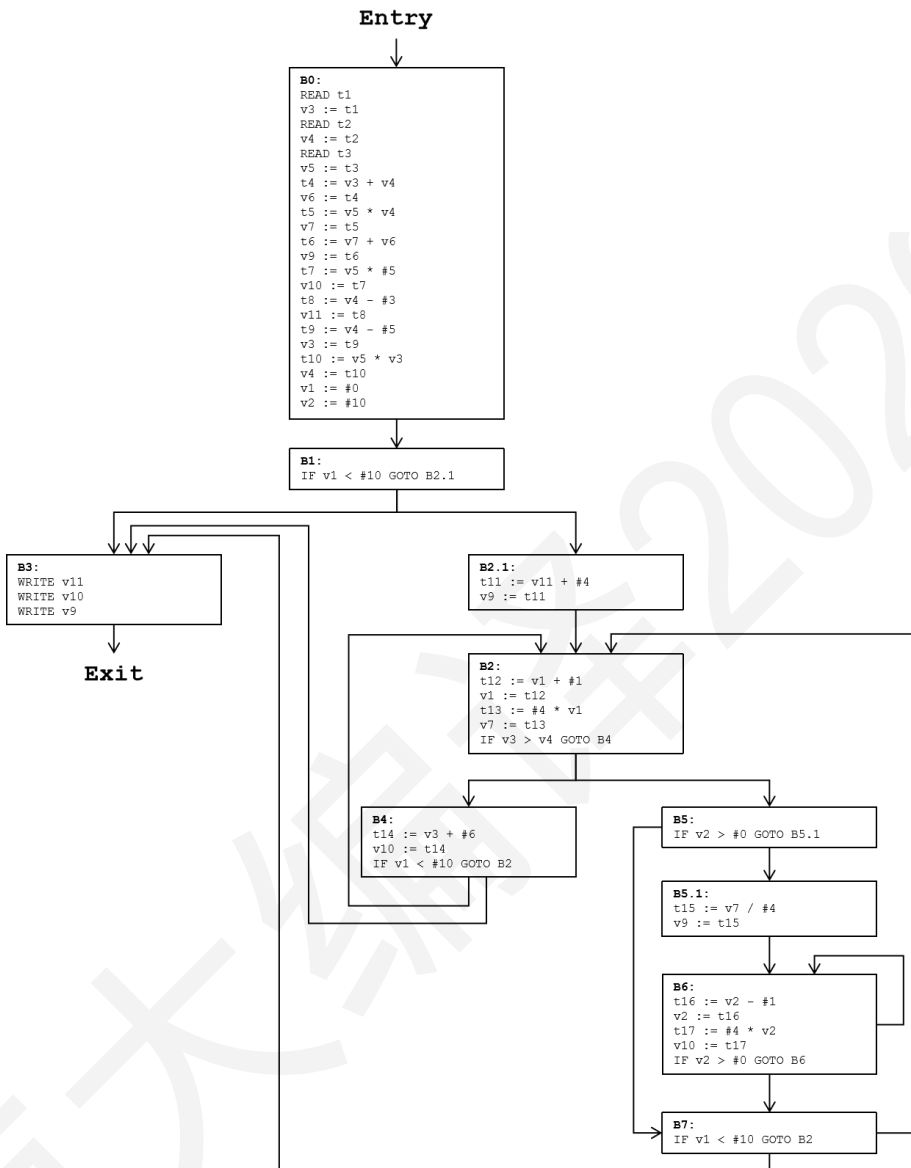 Entry
B0:
READ t1
v3 := t1
READ t2
v4 := t2
READ t3
v5 := t3
t4 := v3 + v4
v6 := t4
t5 := v5 * v4
v7 := t5
t6 := v7 + v6
v9 := t6
t7 := v5 * #5
v10 := t7
t8 := v4 - #3
v11 := t8
t9 := v4 - #5
v3 := t9
t10 := v5 * v3
v4 := t10
v1 := #0
v2 := #10
B1:
IF v1 < #10 GOTO B2.1
B3:
WRITE v11
WRITE v10
WRITE v9
Exit
B2.1:
t11 := v11 + #4
v9 := t11
B2:
t12 := v1 + #1
v1 := t12
t13 := #4 * v1
v7 := t13
IF v3 > v4 GOTO B4
B4:
t14 := v3 + #6
v10 := t14
IF v1 < #10 GOTO B2
B5:
IF v2 > #0 GOTO B5.1
B5.1:
t15 := v7 / #4
v9 := t15
B6:
t16 := v2 - #1
v2 := t16
t17 := #4 * v2
v10 := t17
IF v2 > #0 GOTO B6
B7:
IF v1 < #10 GOTO B2
大编译202